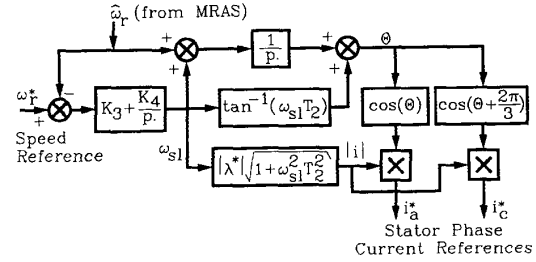 ω̂r (from MRAS)
ωr*
Speed
Reference
K3+K4/p.
ωsl
1/p.
tan⁻¹(ωslT2)
|λ*|√(1+ω²slT2²)
|i|
Θ
cos(Θ)
cos(Θ+2π/3)
ia*
ic*
Stator Phase
Current References